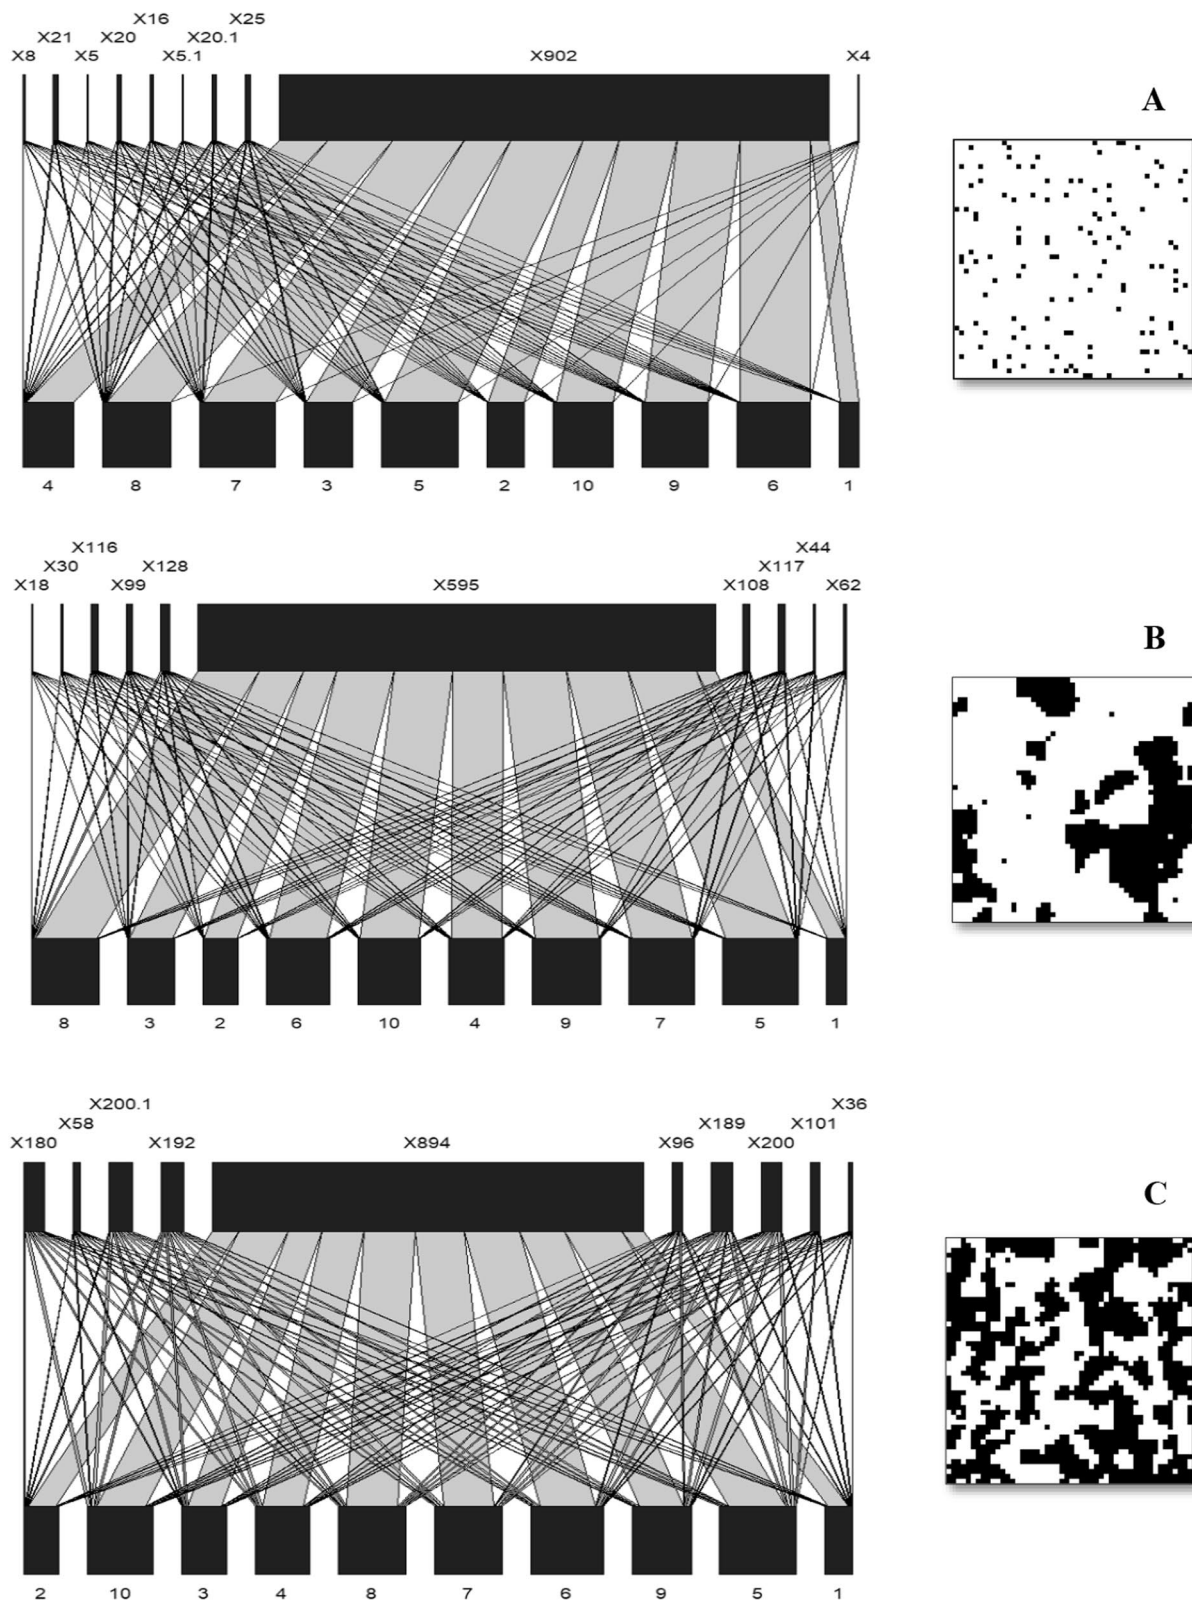 X16 X25
X21 X20 X20.1
X8 X5 X5.1 X902 X4
A
4 8 7 3 5 2 10 9 6 1
X116 X44
X30 X128 X117
X18 X99 X595 X108 X62
B
8 3 2 6 10 4 9 7 5 1
X200.1 X36
X58 X189 X101
X180 X192 X894 X96 X200
C
2 10 3 4 8 7 6 9 5 1